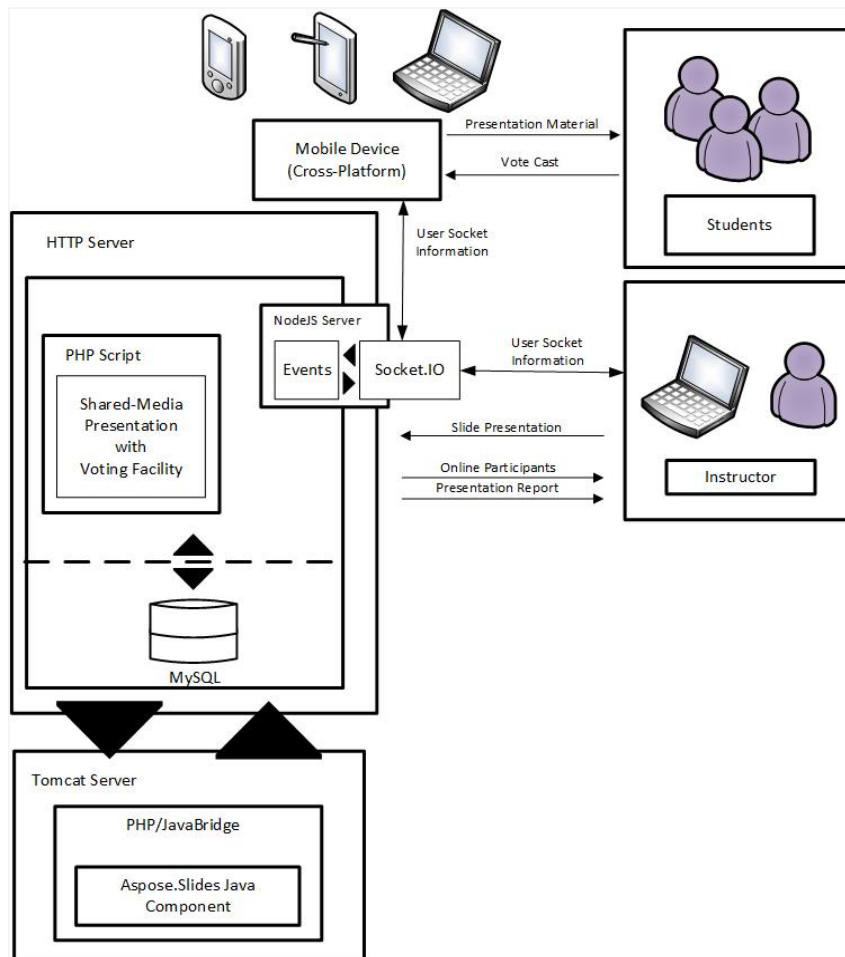 Mobile Device
(Cross-Platform)
Presentation Material
Vote Cast
Students
HTTP Server
User Socket
Information
NodeJS Server
Events
Socket.IO
User Socket
Information
PHP Script
Shared-Media
Presentation
with
Voting Facility
Slide Presentation
Online Participants
Presentation Report
Instructor
MySQL
Tomcat Server
PHP/JavaBridge
Aspose.Slides Java
Component